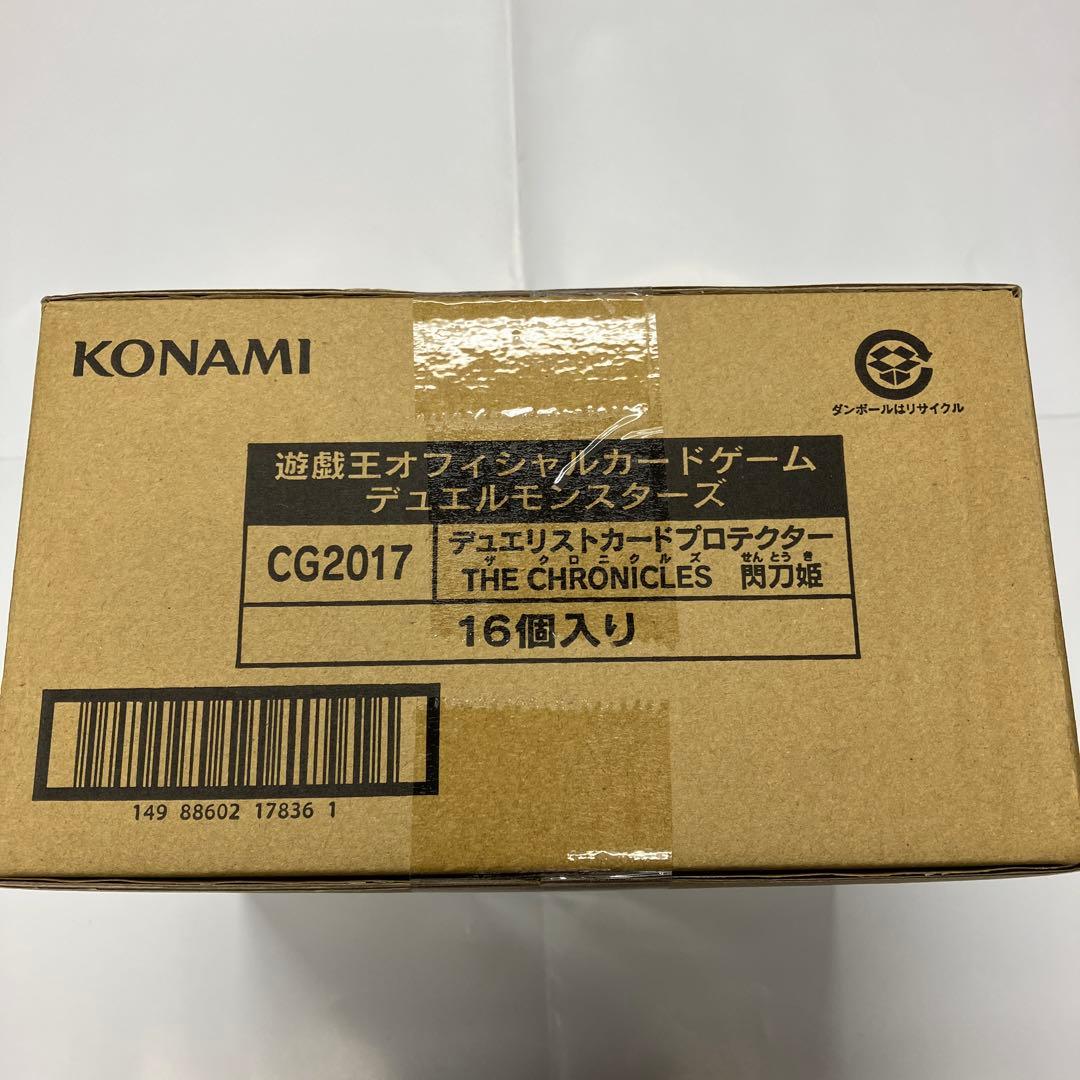 KONAMI
ダンボールはリサイクル
遊戯王オフィシャルカードゲーム
デュエルモンスターズ
CG2017
デュエリストカードプロテクター
ザ クロニクルズ せんとうき
THE CHRONICLES 閃刀姫
16個入り
149 88602 17836 1